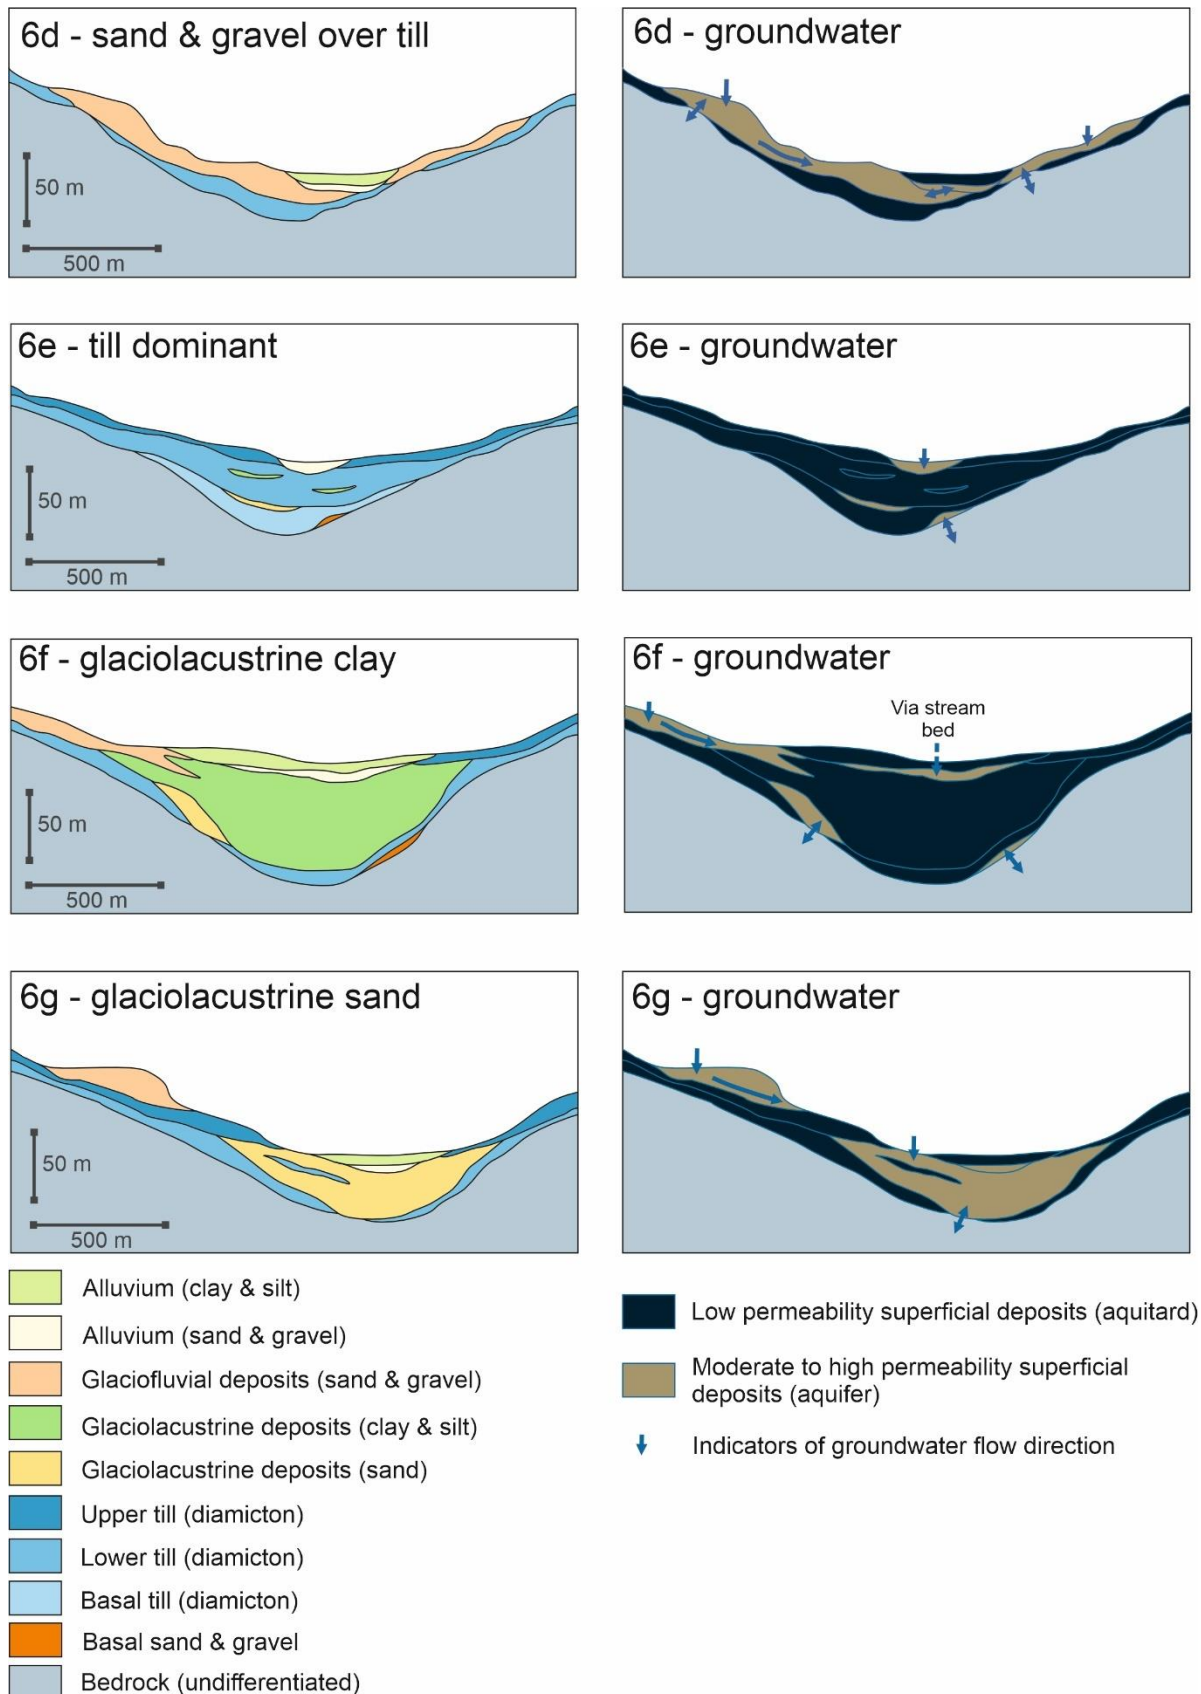 6d - sand & gravel over till
50 m
500 m
6d - groundwater
6e - till dominant
50 m
500 m
6e - groundwater
6f - glaciolacustrine clay
50 m
500 m
6f - groundwater
Via stream
bed
6g - glaciolacustrine sand
50 m
500 m
6g - groundwater
Alluvium (clay & silt)
Alluvium (sand & gravel)
Glaciofluvial deposits (sand & gravel)
Glaciolacustrine deposits (clay & silt)
Glaciolacustrine deposits (sand)
Upper till (diamicton)
Lower till (diamicton)
Basal till (diamicton)
Basal sand & gravel
Bedrock (undifferentiated)
Low permeability superficial deposits (aquitard)
Moderate to high permeability superficial
deposits (aquifer)
Indicators of groundwater flow direction